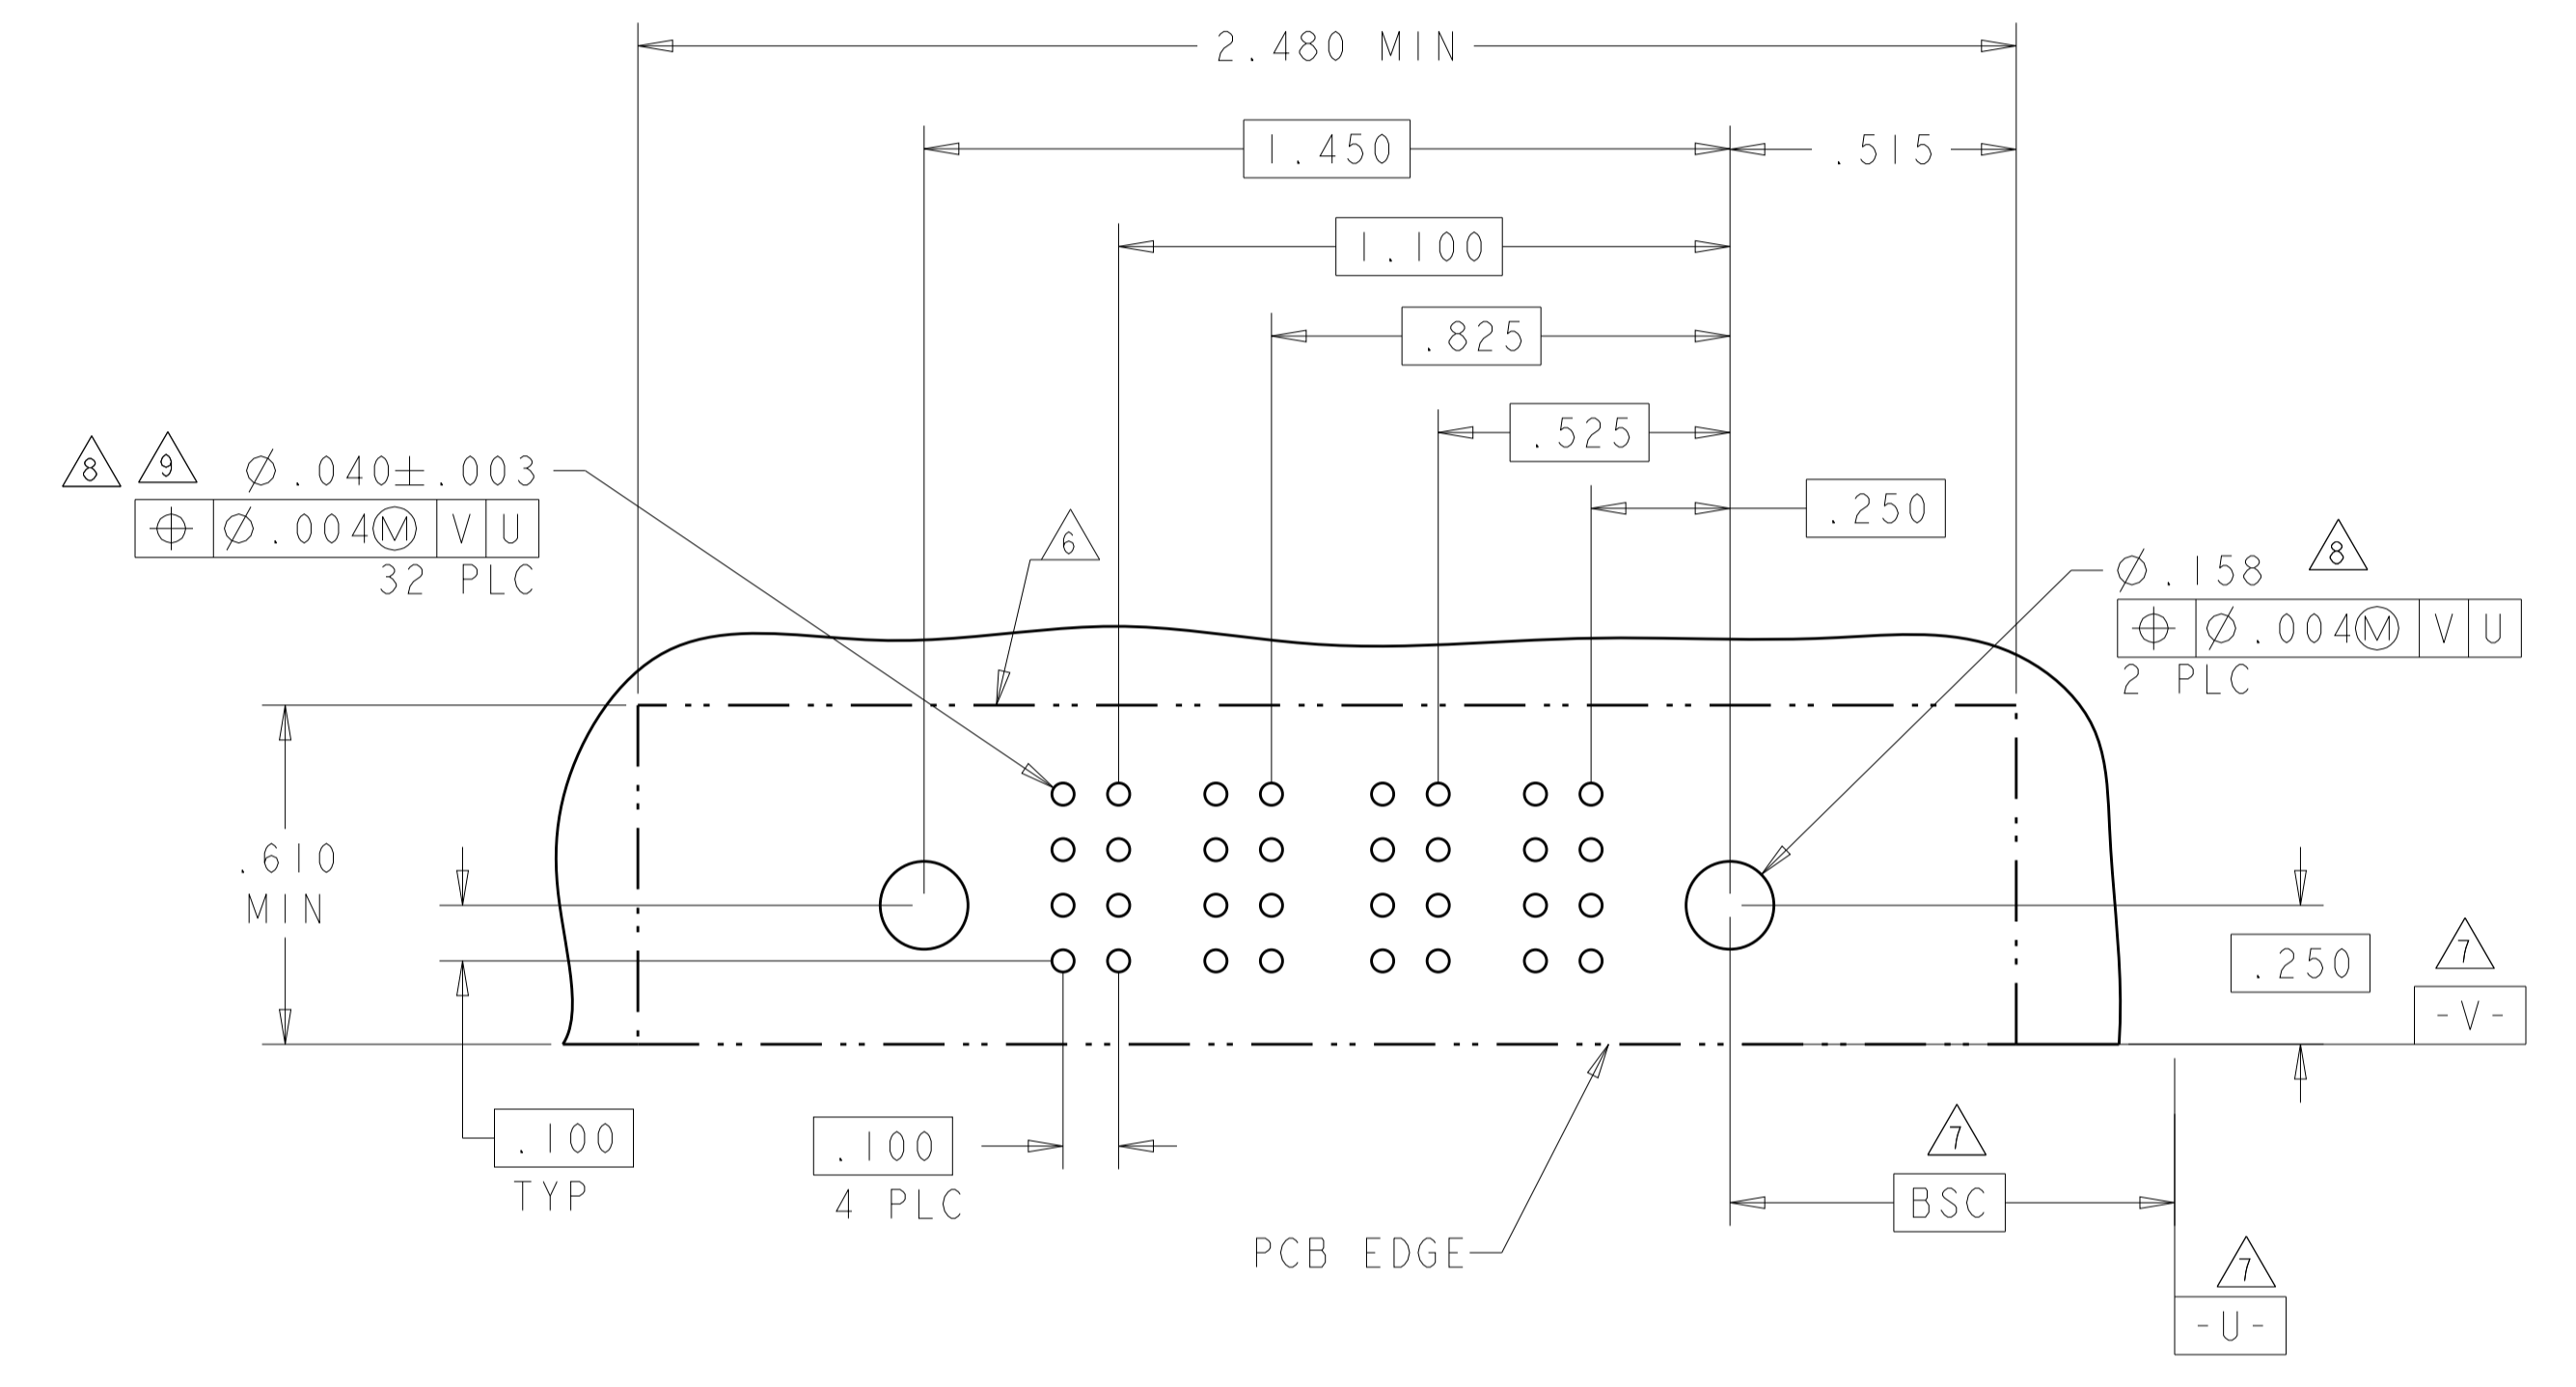 2.480 MIN
1.450
.515
1.100
.825
.525
8 9 Ø.040±.003
⌖ Ø.004Ⓜ V U
32 PLC
.250
6
Ø.158 8
⌖ Ø.004Ⓜ V U
2 PLC
.610
MIN
.250
7
-V-
.100
TYP
.100
4 PLC
7
BSC
PCB EDGE
7
-U-